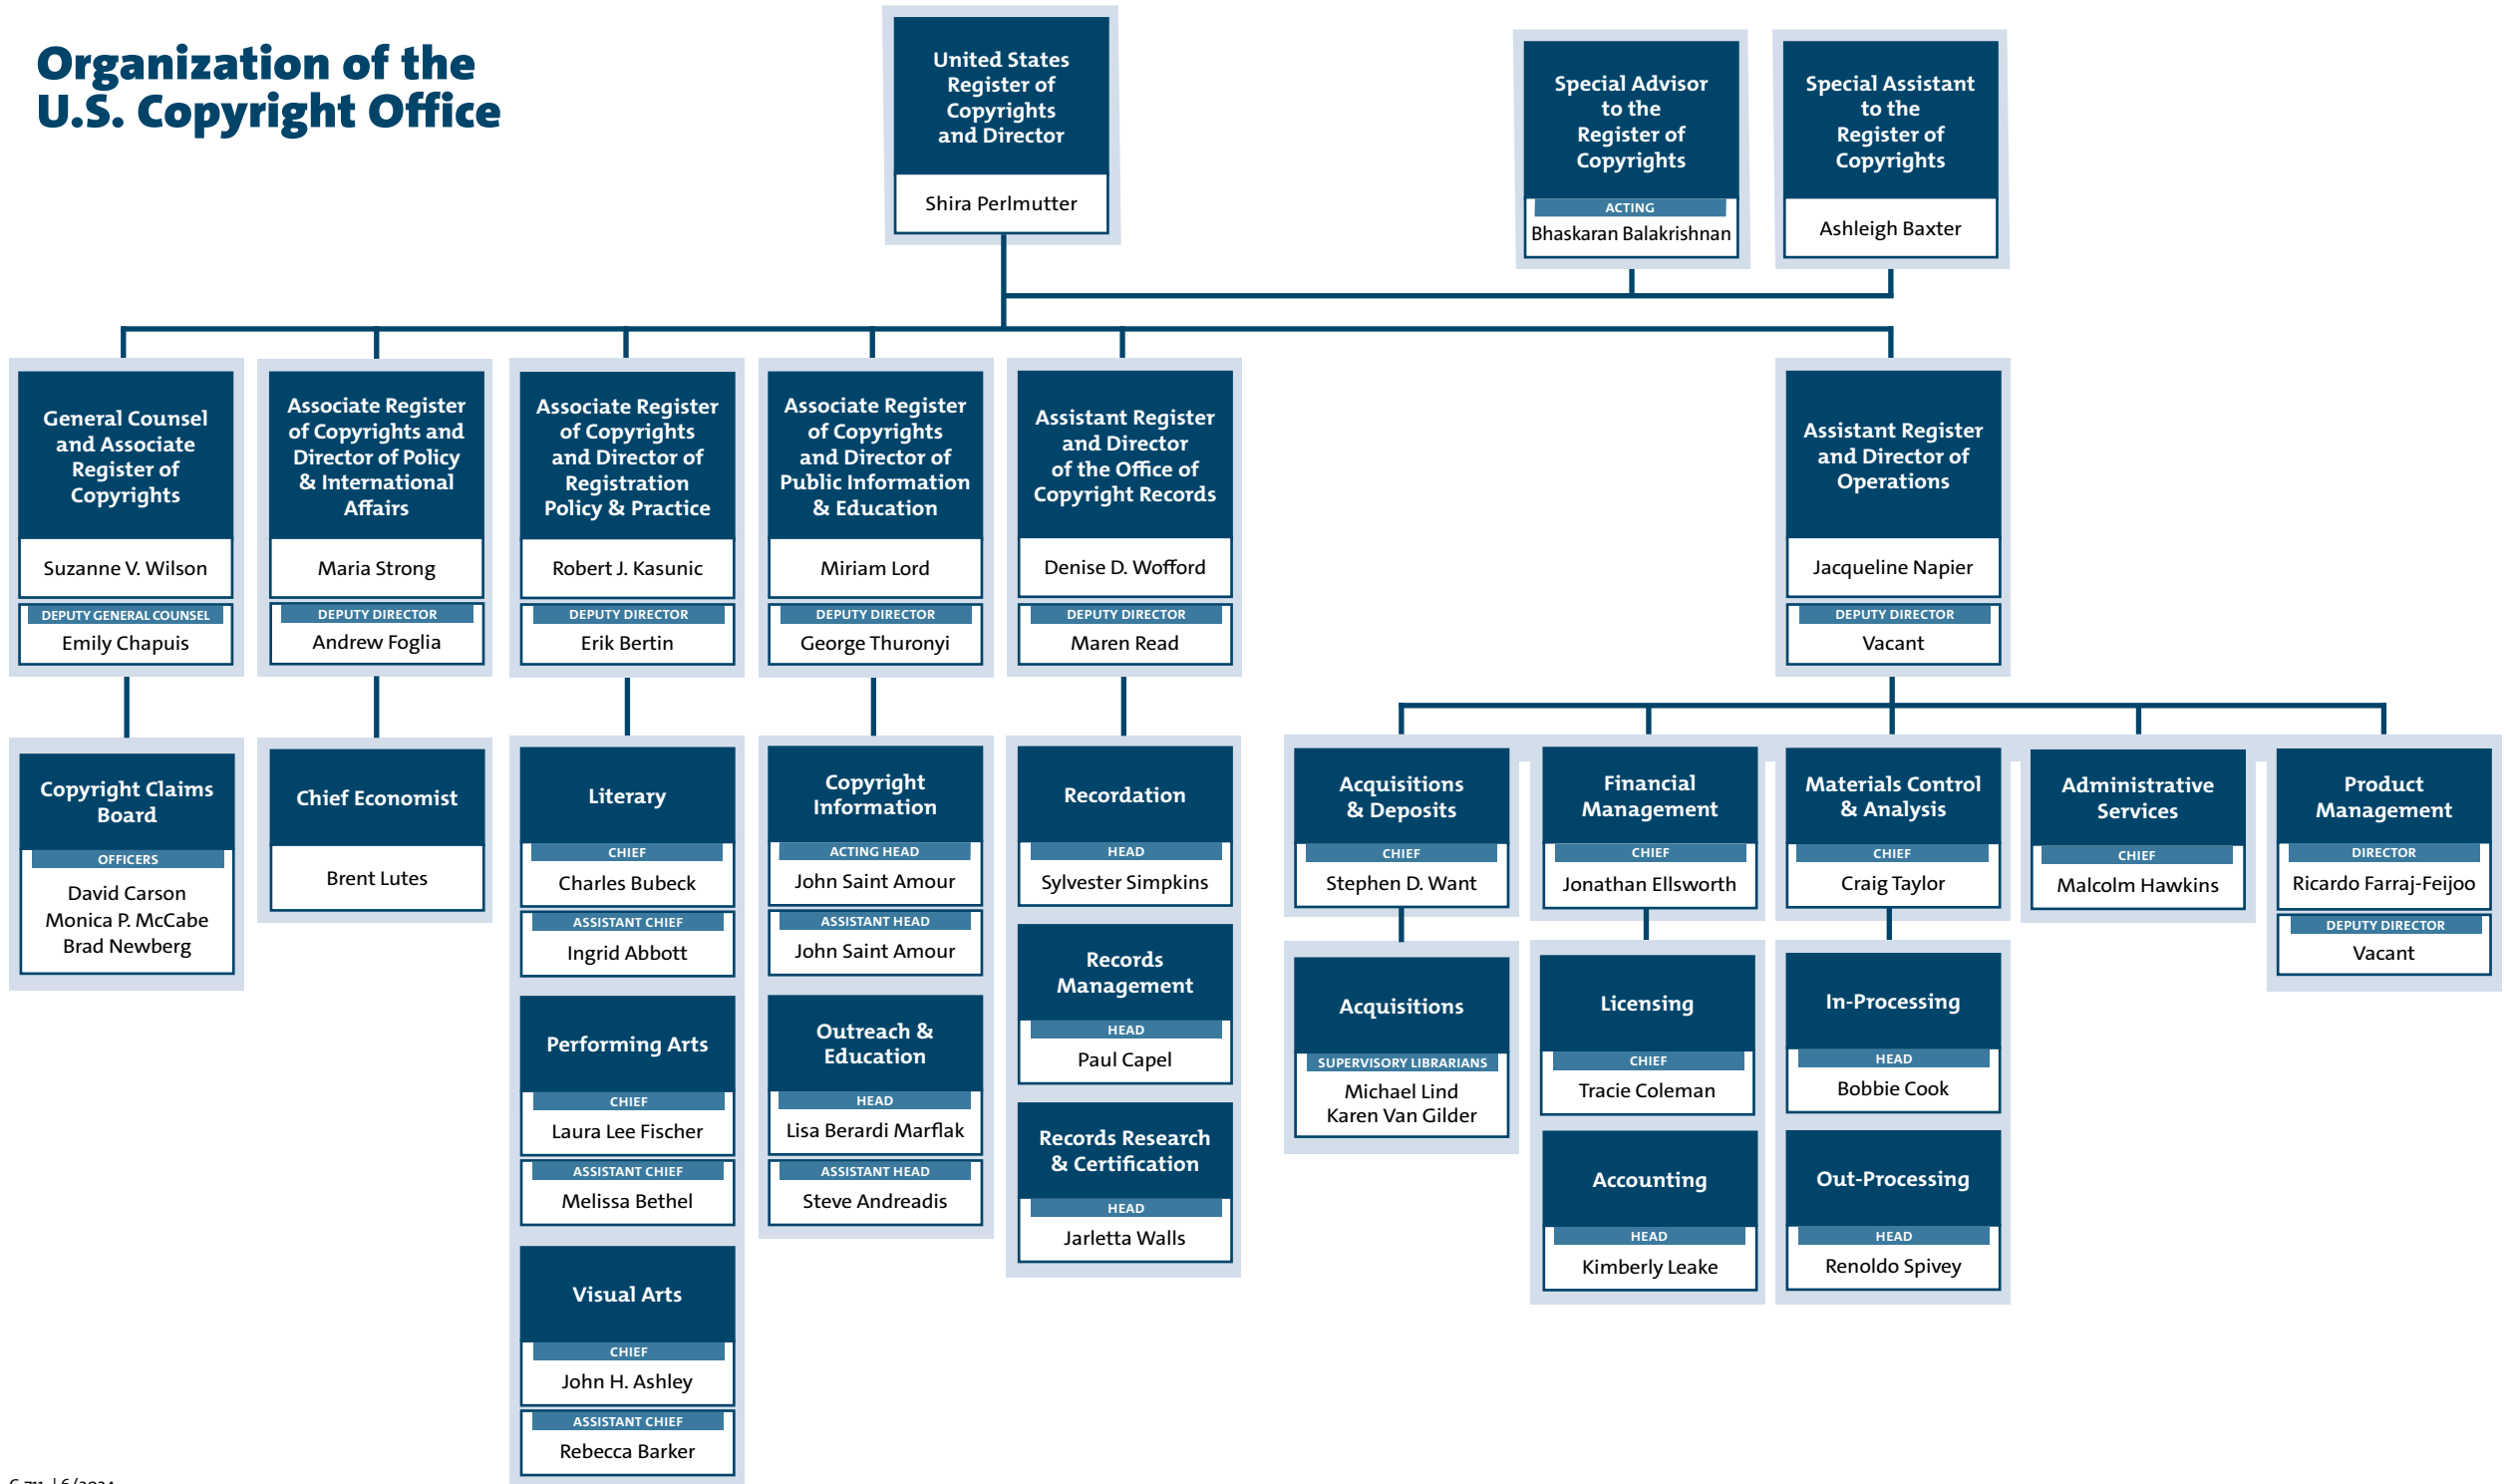 Organization of the
U.S. Copyright Office
United States
Register of
Copyrights
and Director
Shira Perlmutter
Special Advisor
to the
Register of
Copyrights
ACTING
Bhaskaran Balakrishnan
Special Assistant
to the
Register of
Copyrights
Ashleigh Baxter
General Counsel
and Associate
Register of
Copyrights
Suzanne V. Wilson
DEPUTY GENERAL COUNSEL
Emily Chapuis
Associate Register
of Copyrights and
Director of Policy
& International
Affairs
Maria Strong
DEPUTY DIRECTOR
Andrew Foglia
Associate Register
of Copyrights
and Director of
Registration
Policy & Practice
Robert J. Kasunic
DEPUTY DIRECTOR
Erik Bertin
Associate Register
of Copyrights
and Director of
Public Information
& Education
Miriam Lord
DEPUTY DIRECTOR
George Thuronyi
Assistant Register
and Director
of the Office of
Copyright Records
Denise D. Wofford
DEPUTY DIRECTOR
Maren Read
Assistant Register
and Director of
Operations
Jacqueline Napier
DEPUTY DIRECTOR
Vacant
Copyright Claims
Board
OFFICERS
David Carson
Monica P. McCabe
Brad Newberg
Chief Economist
Brent Lutes
Literary
CHIEF
Charles Bubeck
ASSISTANT CHIEF
Ingrid Abbott
Performing Arts
CHIEF
Laura Lee Fischer
ASSISTANT CHIEF
Melissa Bethel
Visual Arts
CHIEF
John H. Ashley
ASSISTANT CHIEF
Rebecca Barker
Copyright
Information
ACTING HEAD
John Saint Amour
ASSISTANT HEAD
John Saint Amour
Outreach &
Education
HEAD
Lisa Berardi Marflak
ASSISTANT HEAD
Steve Andreadis
Recordation
HEAD
Sylvester Simpkins
Records
Management
HEAD
Paul Capel
Records Research
& Certification
HEAD
Jarletta Walls
Acquisitions
& Deposits
CHIEF
Stephen D. Want
Acquisitions
SUPERVISORY LIBRARIANS
Michael Lind
Karen Van Gilder
Financial
Management
CHIEF
Jonathan Ellsworth
Licensing
CHIEF
Tracie Coleman
Accounting
HEAD
Kimberly Leake
Materials Control
& Analysis
CHIEF
Craig Taylor
In-Processing
HEAD
Bobbie Cook
Out-Processing
HEAD
Renoldo Spivey
Administrative
Services
CHIEF
Malcolm Hawkins
Product
Management
DIRECTOR
Ricardo Farraj-Feijoo
DEPUTY DIRECTOR
Vacant